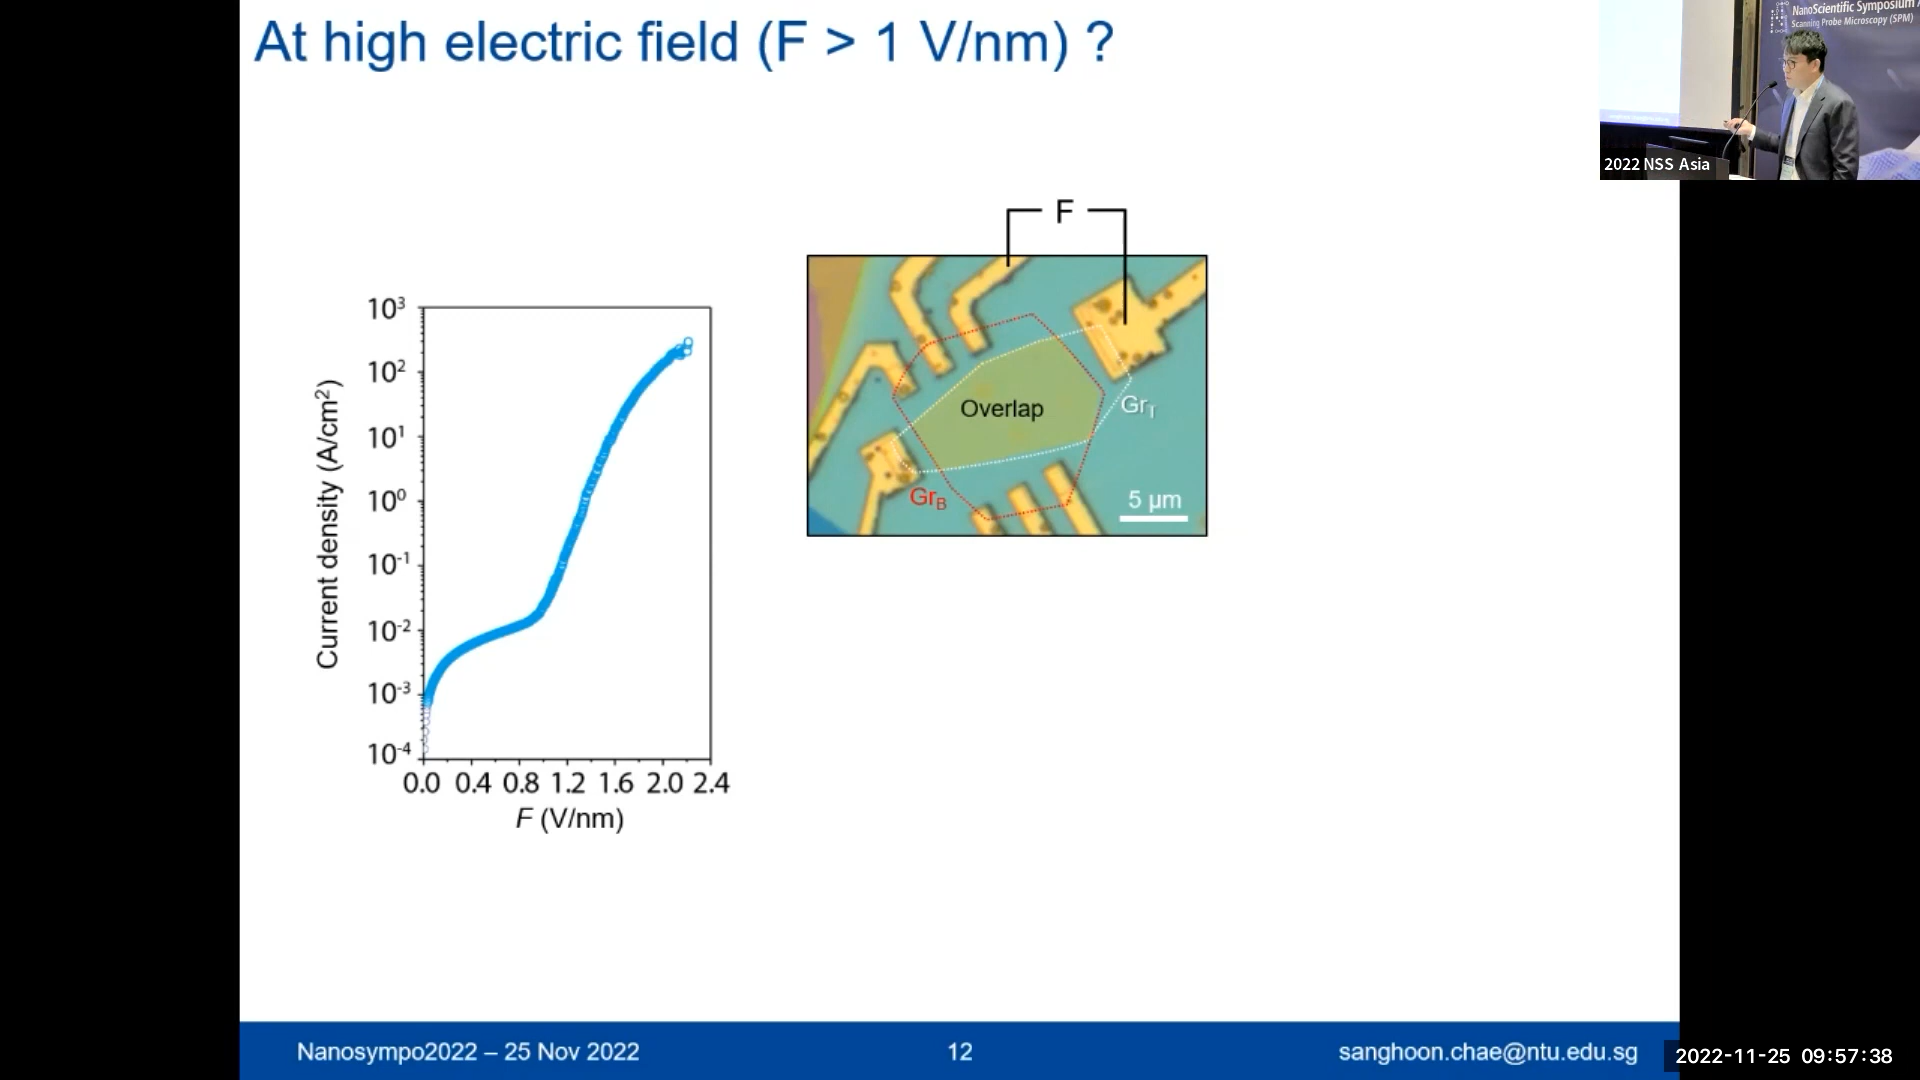 At high electric field (F > 1 V/nm) ?
NanoScientific Symposium
Scanning Probe Microscopy (SPM)
2022 NSS Asia
F
Overlap
Gr_T
Gr_B
5 µm
Current density (A/cm²)
10³
10²
10¹
10⁰
10⁻¹
10⁻²
10⁻³
10⁻⁴
0.0 0.4 0.8 1.2 1.6 2.0 2.4
F (V/nm)
Nanosympo2022 – 25 Nov 2022
12
sanghoon.chae@ntu.edu.sg
2022-11-25 09:57:38